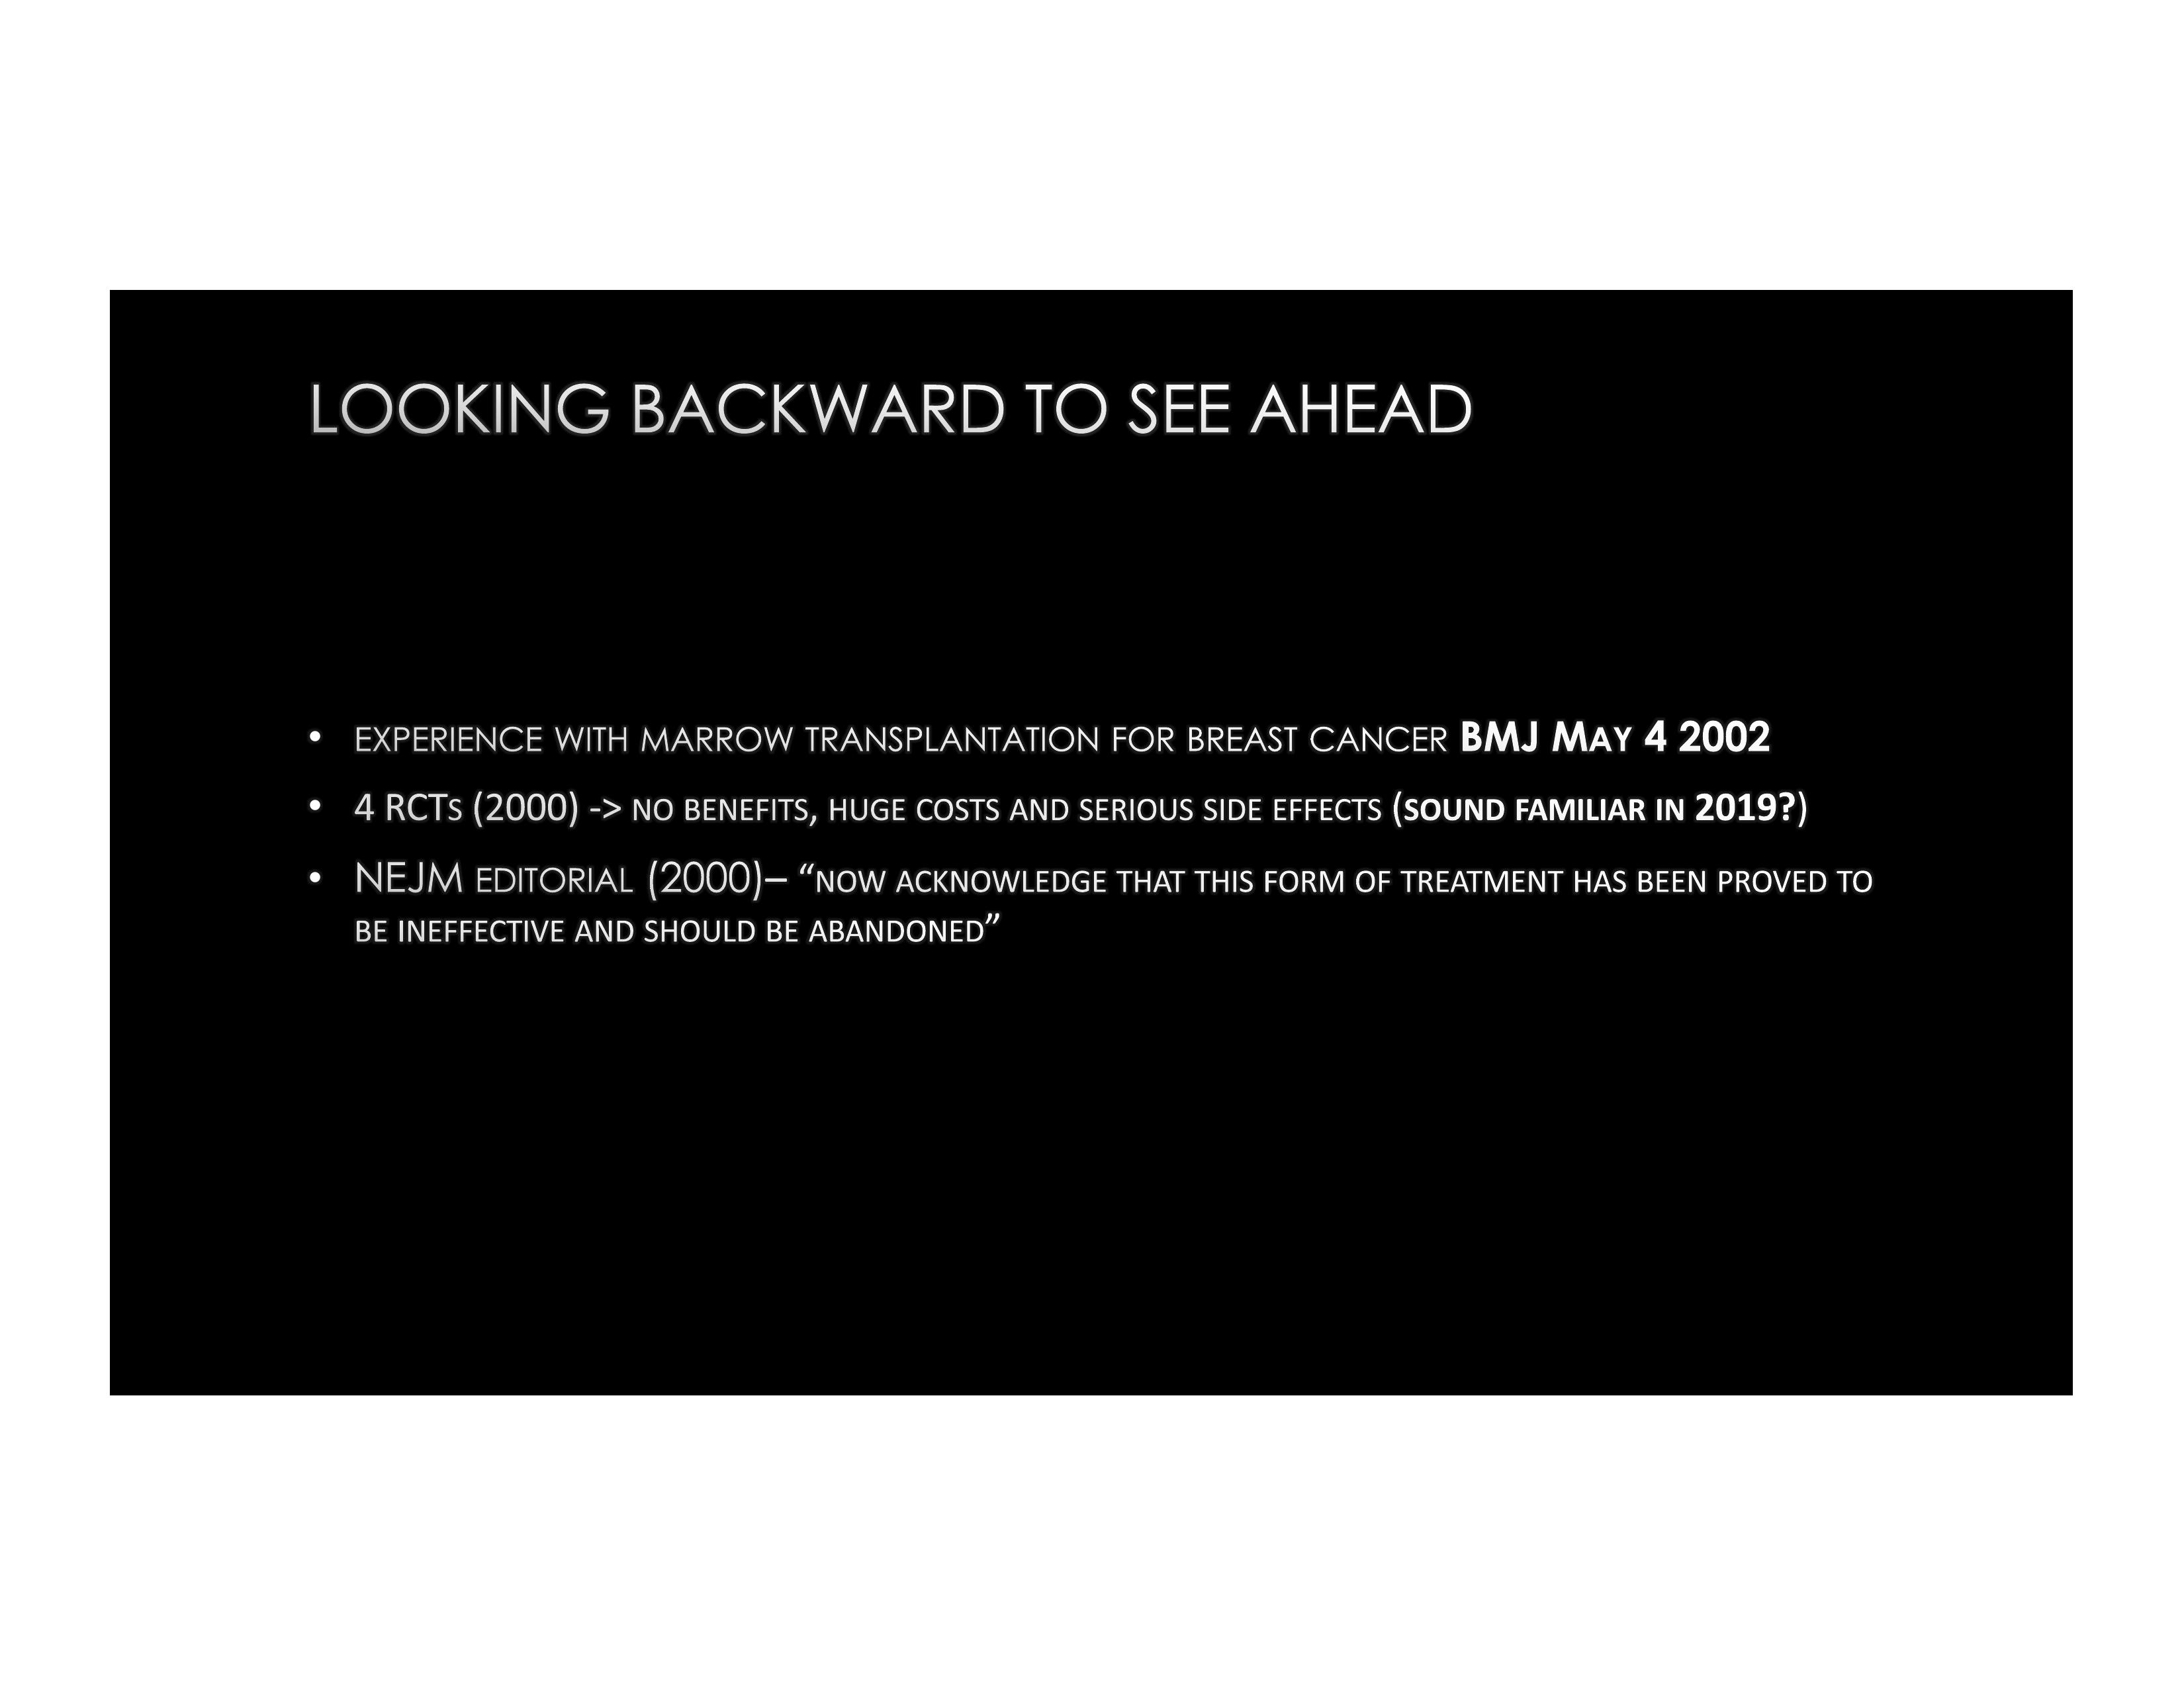 LOOKING BACKWARD TO SEE AHEAD
• EXPERIENCE WITH MARROW TRANSPLANTATION FOR BREAST CANCER BMJ MAY 4 2002
• 4 RCTS (2000) -> NO BENEFITS, HUGE COSTS AND SERIOUS SIDE EFFECTS (SOUND FAMILIAR IN 2019?)
• NEJM EDITORIAL (2000)– “NOW ACKNOWLEDGE THAT THIS FORM OF TREATMENT HAS BEEN PROVED TO
BE INEFFECTIVE AND SHOULD BE ABANDONED”